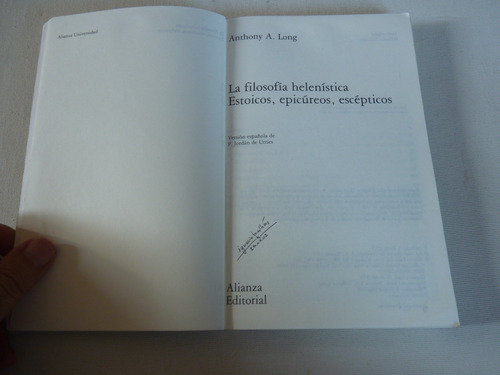 Alianza Universidad
Anthony A. Long
La filosofía helenística
Estoicos, epicúreos, escépticos
Versión española de
P. Jordán de Urries
Alianza
Editorial